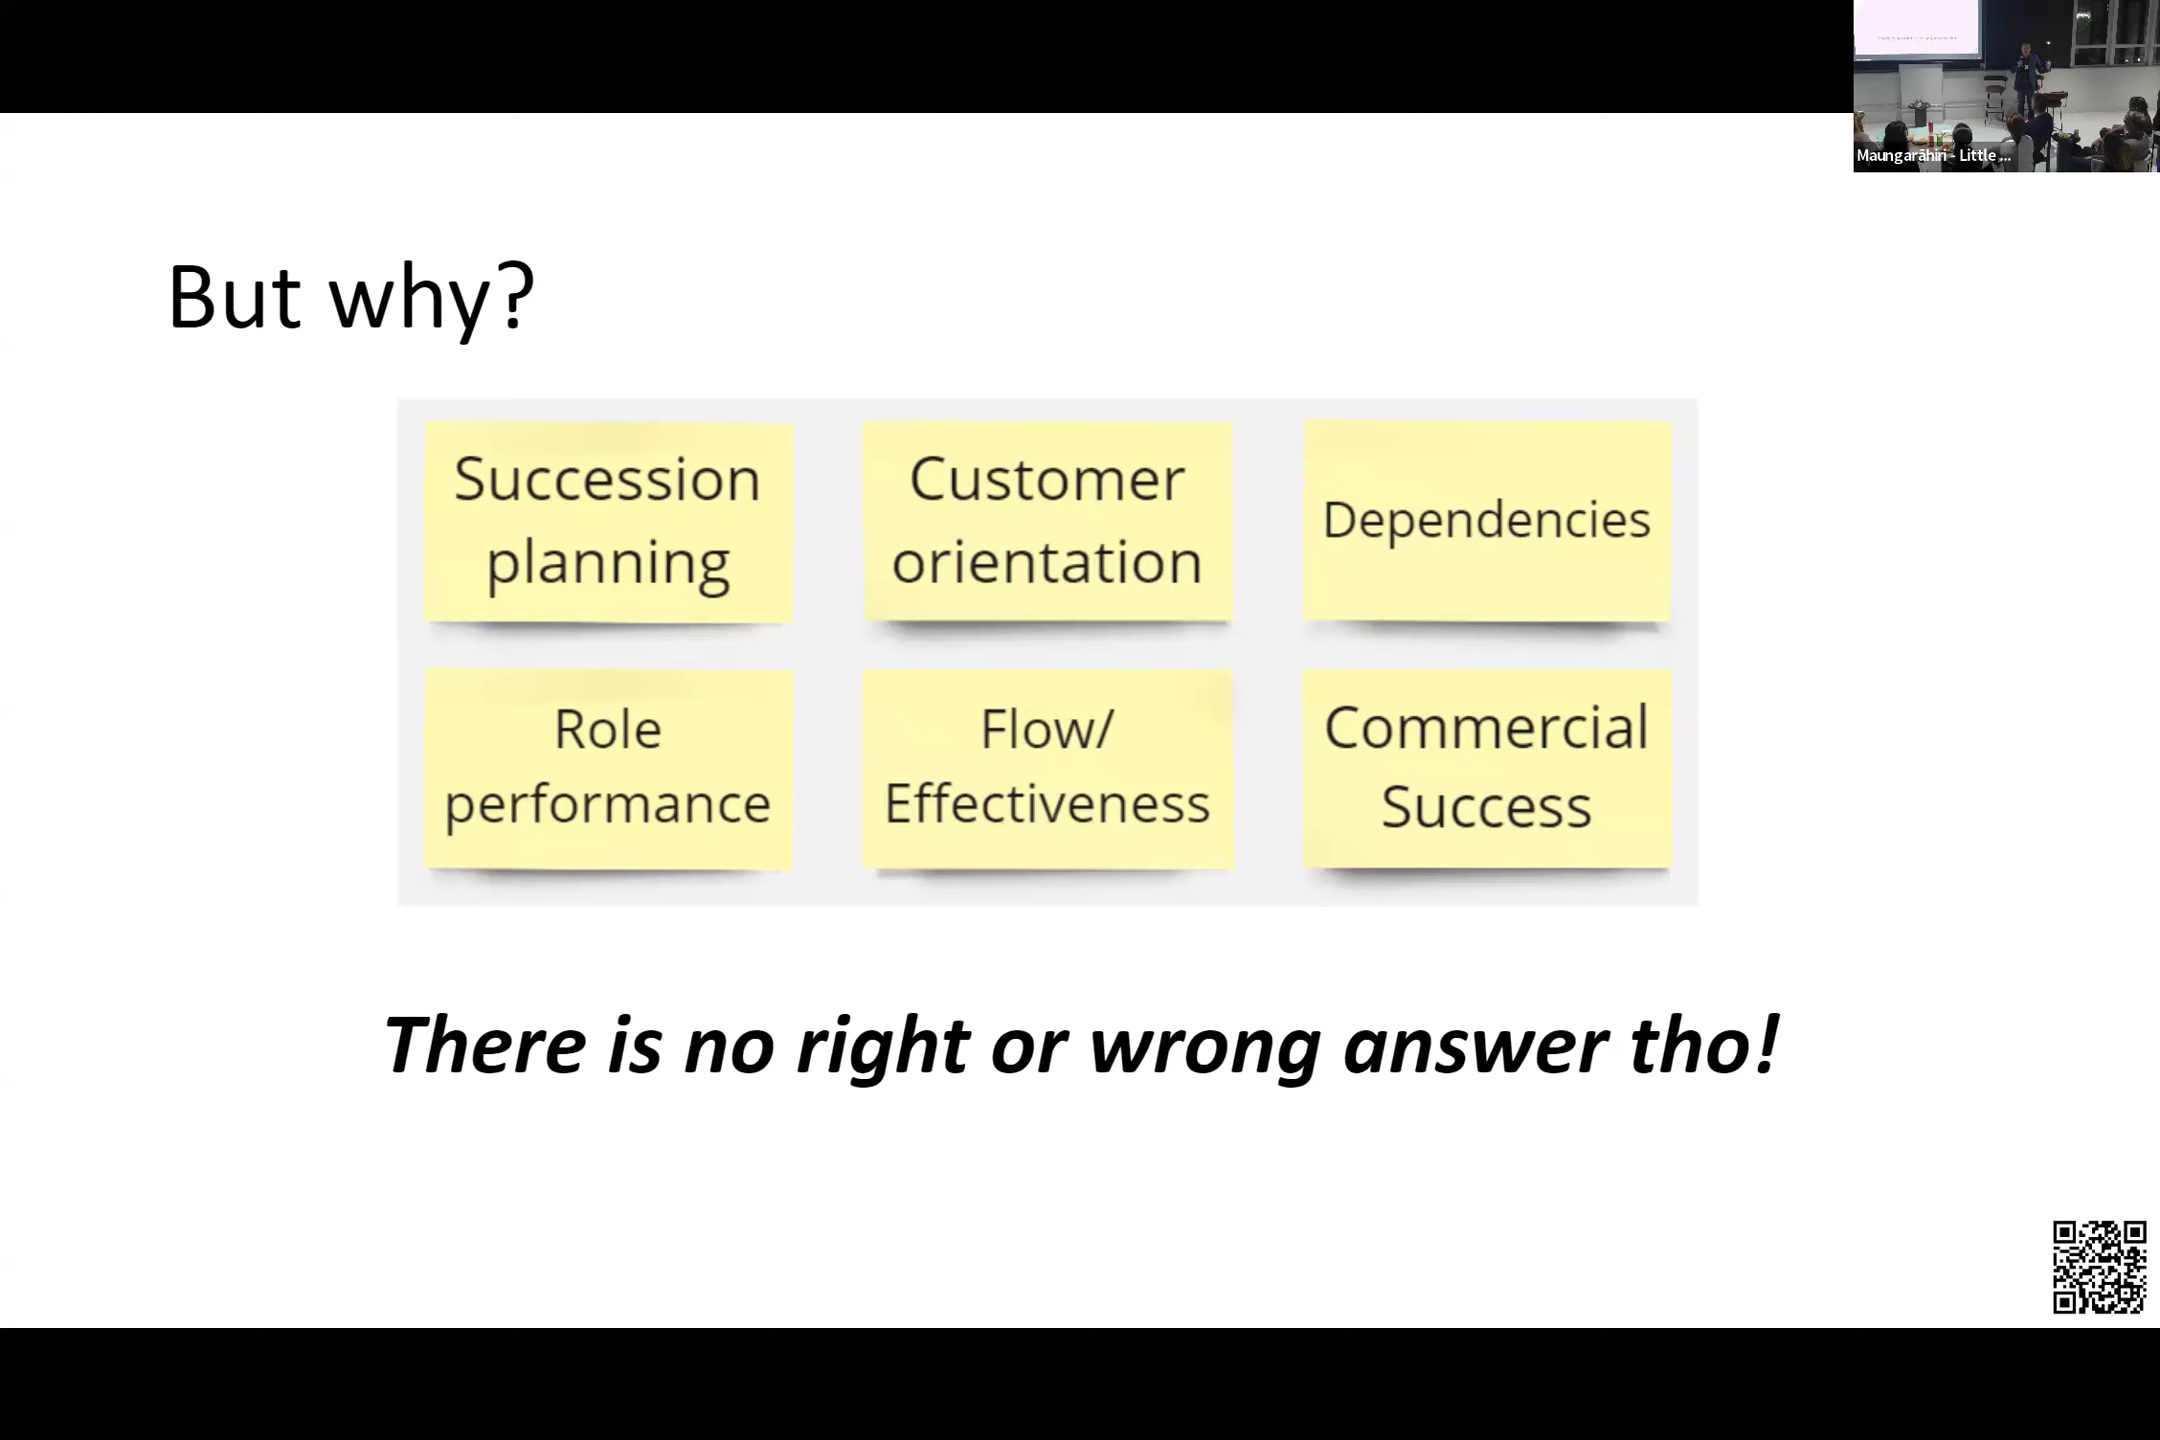 Maungarāhiri - Little ...
But why?
Succession
planning
Customer
orientation
Dependencies
Role
performance
Flow/
Effectiveness
Commercial
Success
There is no right or wrong answer tho!